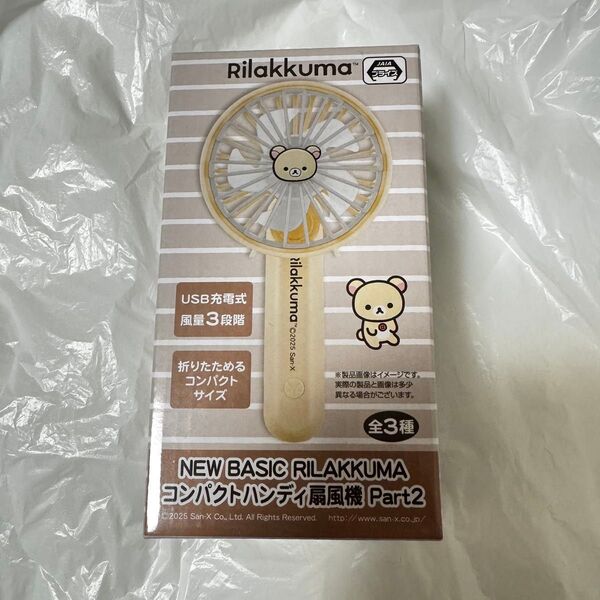 Rilakkuma™
JAIA
プライズ
Rilakkuma™
©2025 San-X
USB充電式
風量3段階
折りたためる
コンパクト
サイズ
※製品画像はイメージです。
実際の製品と画像は多少
異なる場合がございます。
全3種
NEW BASIC RILAKKUMA
コンパクトハンディ扇風機 Part2
©2025 San-X Co., Ltd. All Rights Reserved. http://www.san-x.co.jp/